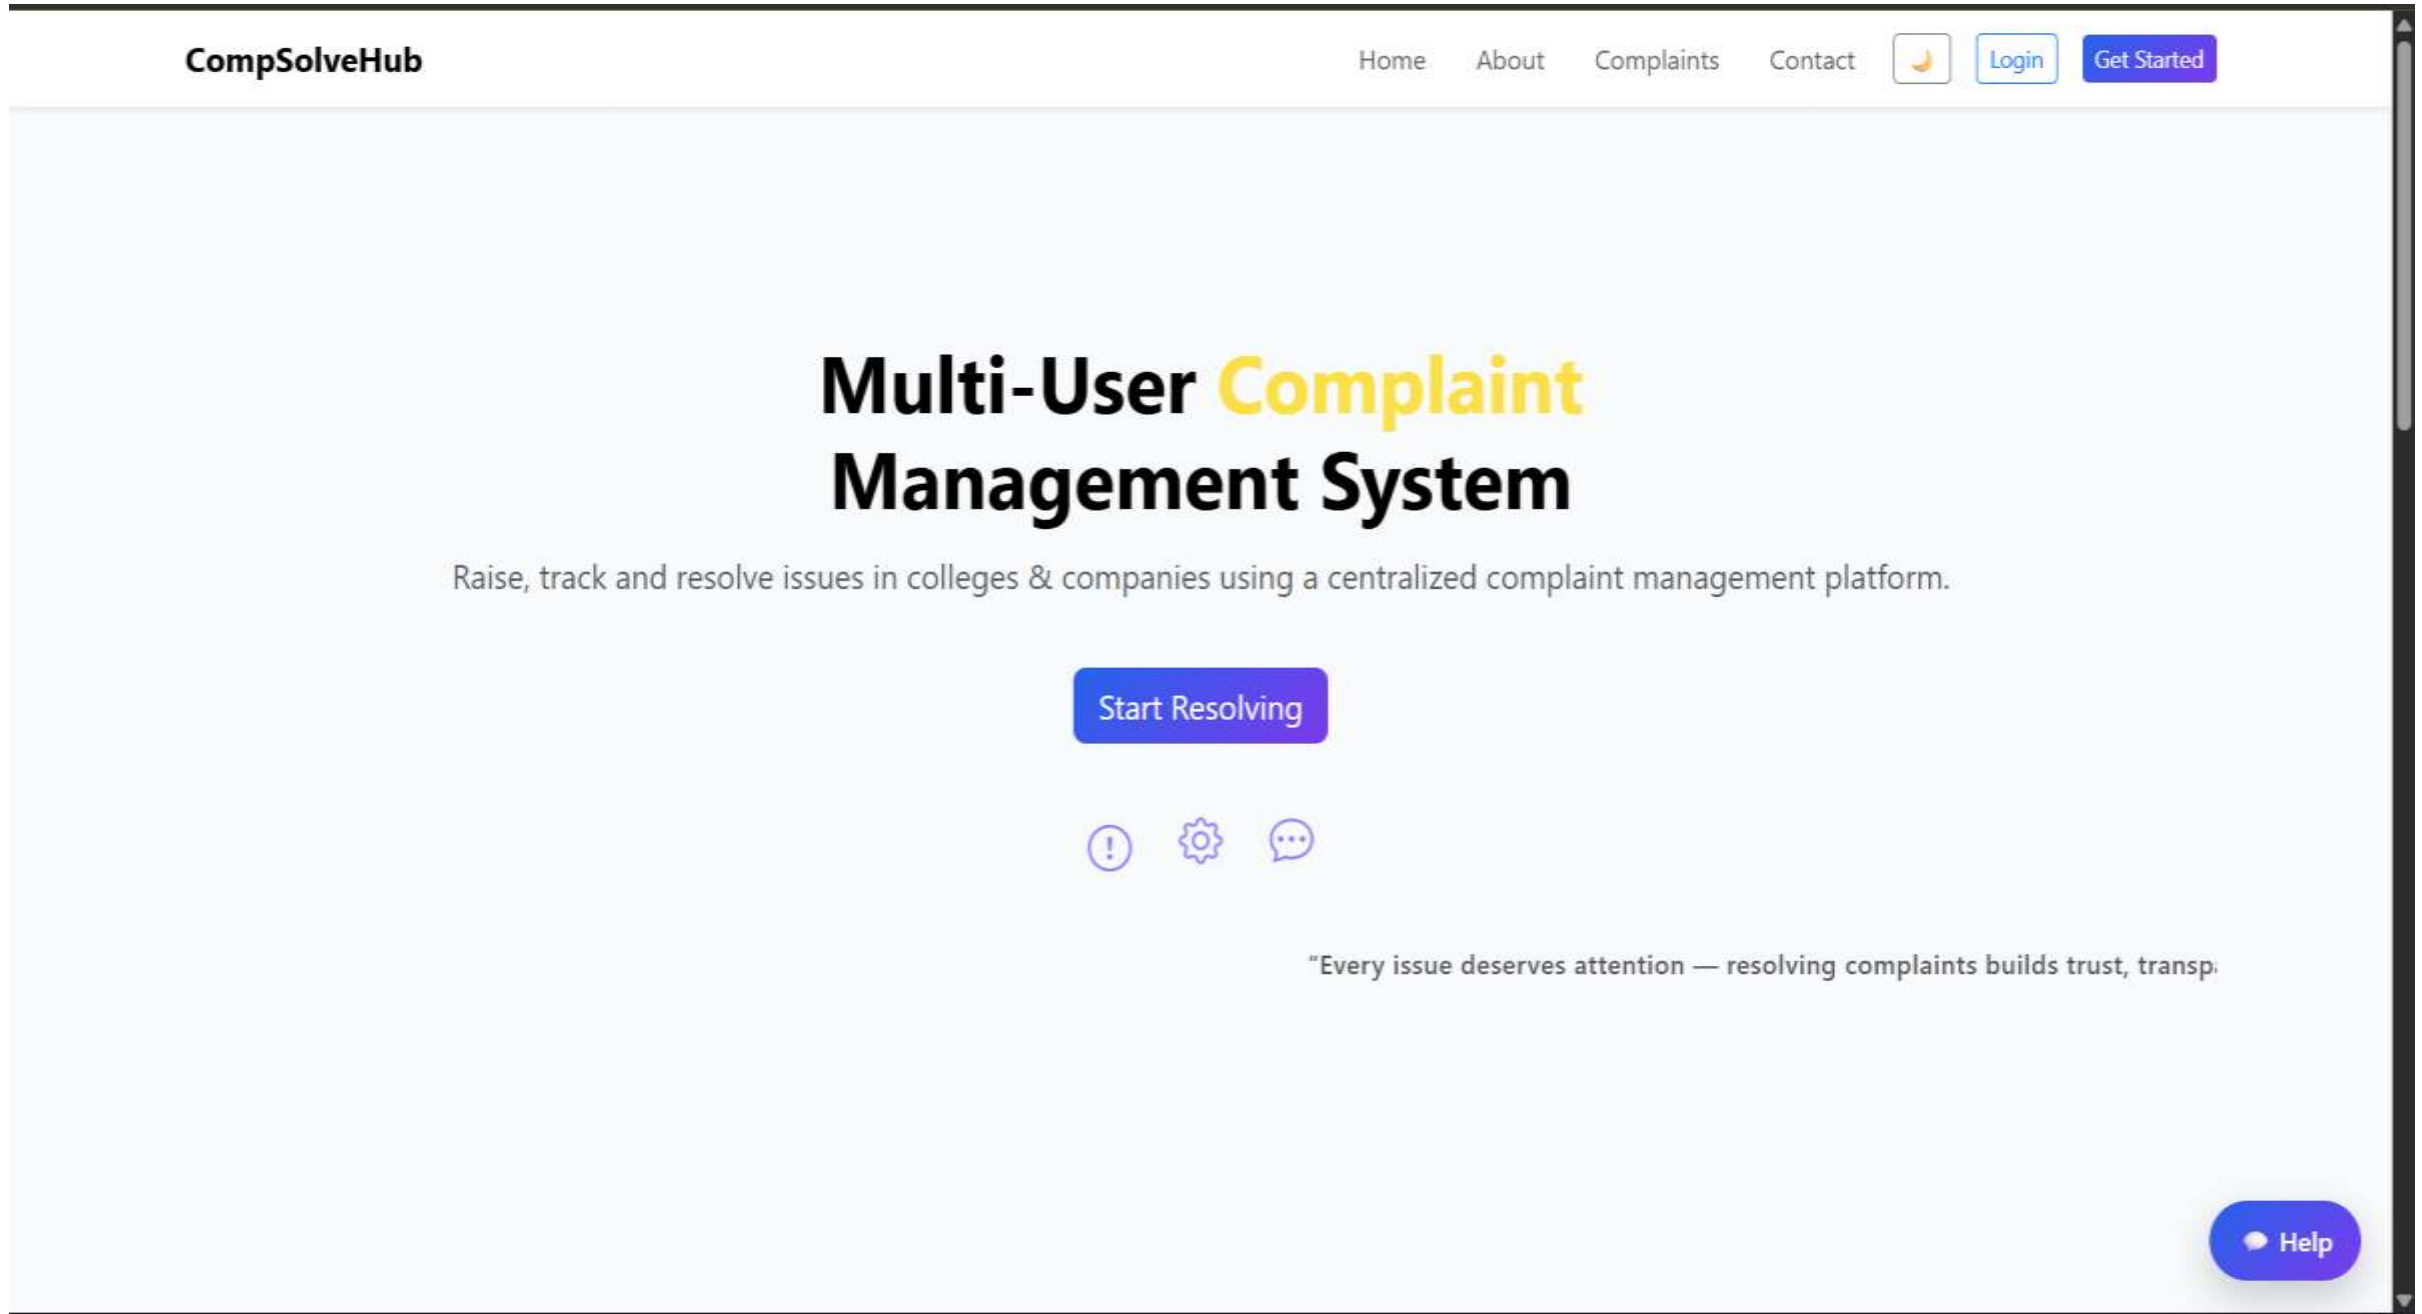 CompSolveHub
Home About Complaints Contact Login Get Started
Multi-User Complaint
Management System
Raise, track and resolve issues in colleges & companies using a centralized complaint management platform.
Start Resolving
“Every issue deserves attention — resolving complaints builds trust,
Help